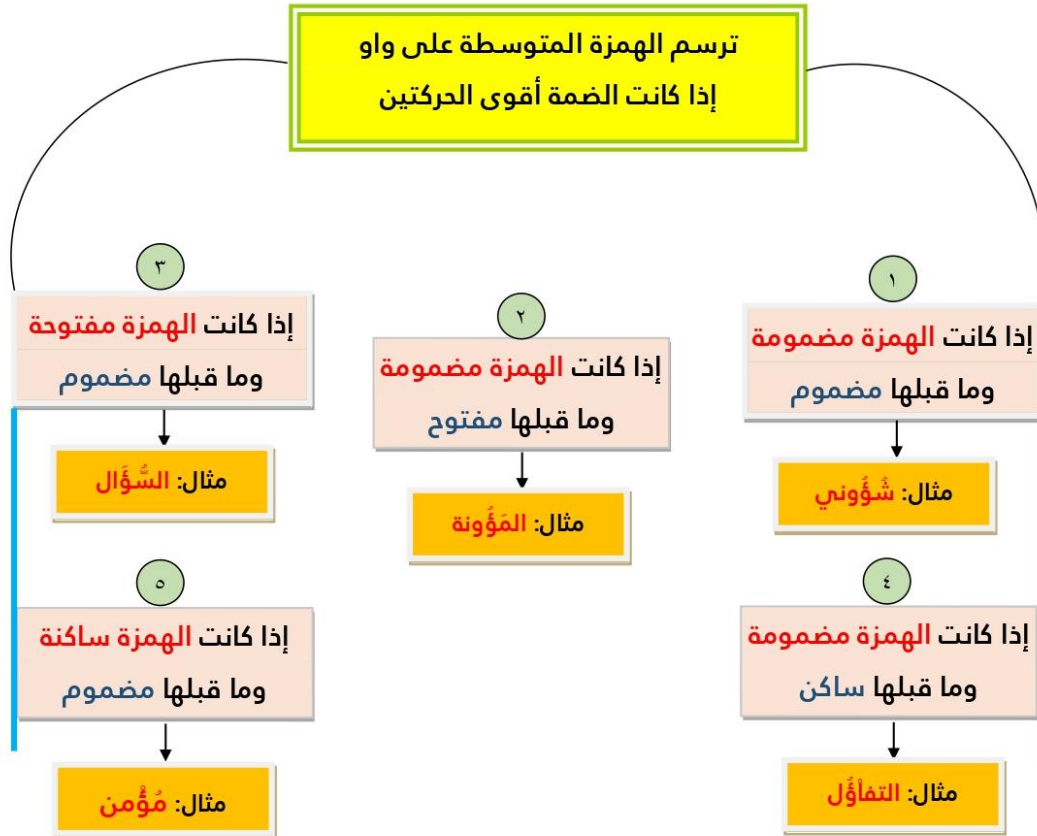 ترسم الهمزة المتوسطة على واو
إذا كانت الضمة أقوى الحركتين
١
إذا كانت الهمزة مضمومة
وما قبلها مضموم
مثال: شُؤُوني
٢
إذا كانت الهمزة مضمومة
وما قبلها مفتوح
مثال: المَؤُونة
٣
إذا كانت الهمزة مفتوحة
وما قبلها مضموم
مثال: السُّؤَال
٤
إذا كانت الهمزة مضمومة
وما قبلها ساكن
مثال: التفاْؤُل
٥
إذا كانت الهمزة ساكنة
وما قبلها مضموم
مثال: مُؤْمن